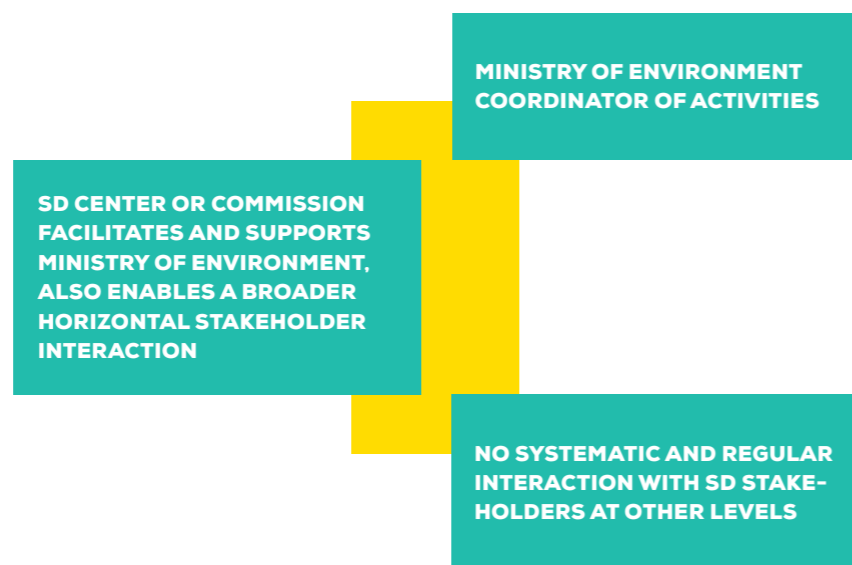 MINISTRY OF ENVIRONMENT
COORDINATOR OF ACTIVITIES
SD CENTER OR COMMISSION
FACILITATES AND SUPPORTS
MINISTRY OF ENVIRONMENT,
ALSO ENABLES A BROADER
HORIZONTAL STAKEHOLDER
INTERACTION
NO SYSTEMATIC AND REGULAR
INTERACTION WITH SD STAKE-
HOLDERS AT OTHER LEVELS